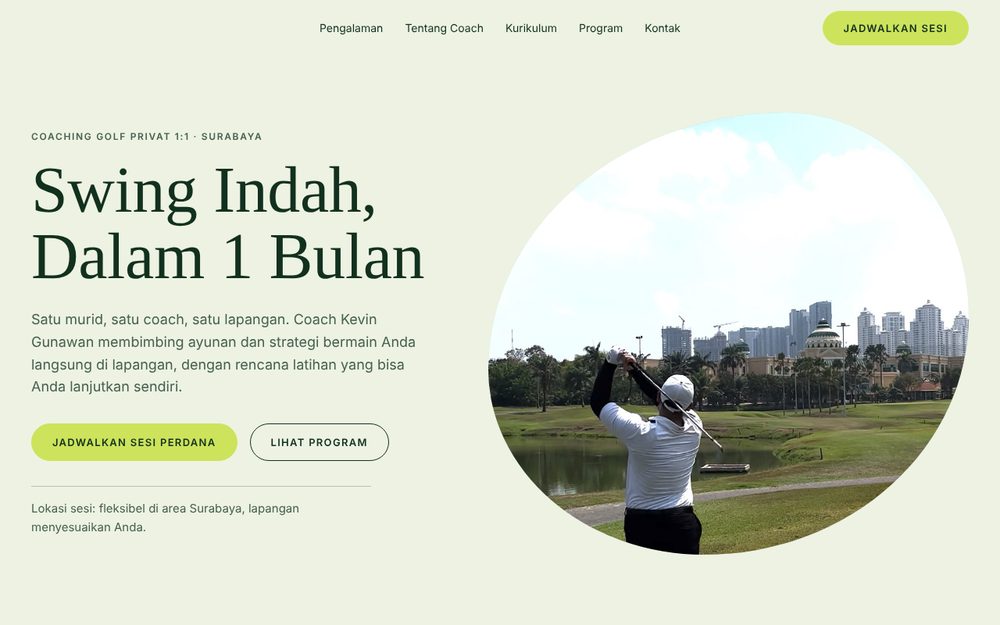 Pengalaman Tentang Coach Kurikulum Program Kontak JADWALKAN SESI
COACHING GOLF PRIVAT 1:1 · SURABAYA
Swing Indah,
Dalam 1 Bulan
Satu murid, satu coach, satu lapangan. Coach Kevin
Gunawan membimbing ayunan dan strategi bermain Anda
langsung di lapangan, dengan rencana latihan yang bisa
Anda lanjutkan sendiri.
JADWALKAN SESI PERDANA LIHAT PROGRAM
Lokasi sesi: fleksibel di area Surabaya, lapangan
menyesuaikan Anda.